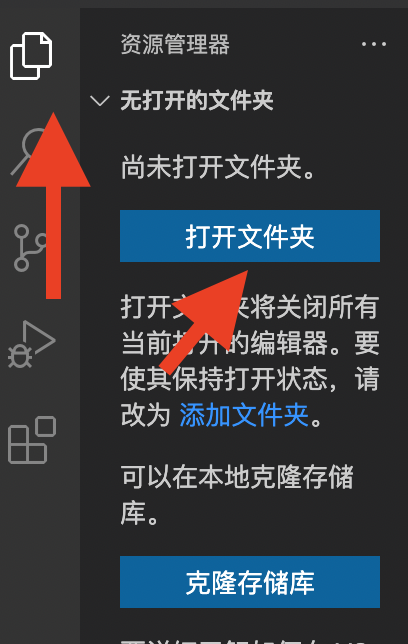 资源管理器
无打开的文件夹
尚未打开文件夹。
打开文件夹
打开文件夹将关闭所有
当前打开的编辑器。要
使其保持打开状态，请
改为 添加文件夹。
可以在本地克隆存储
库。
克隆存储库